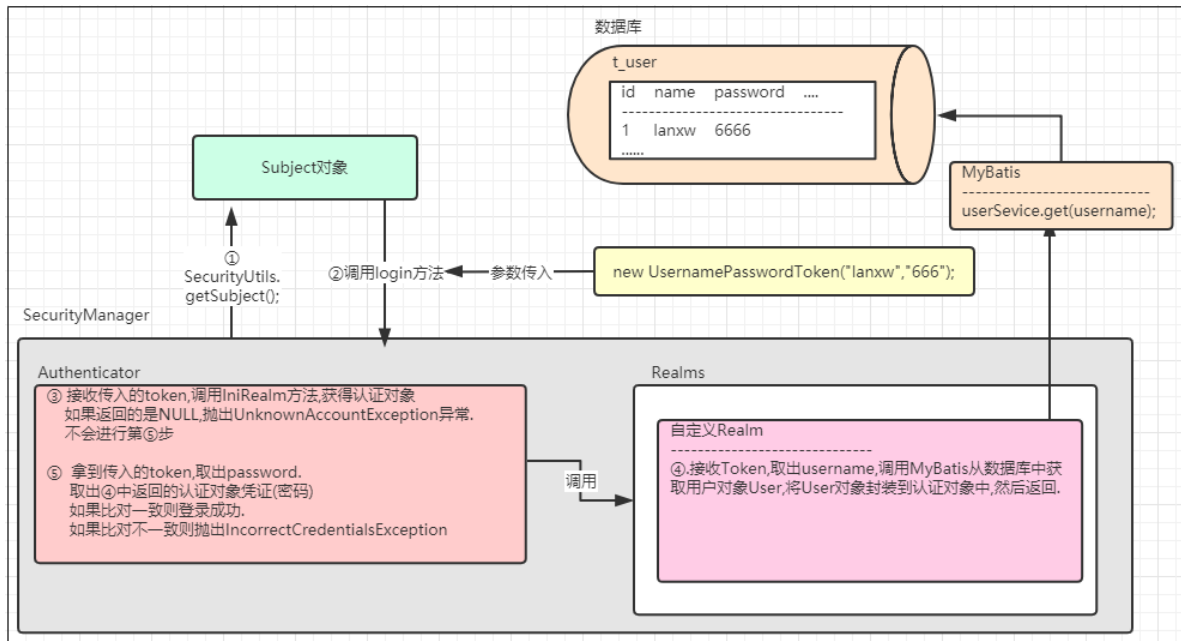 数据库
t_user
id name password ....
---------------------------------
1 lanxw 6666
......
Subject对象
MyBatis
----------------------------
userSevice.get(username);
①
SecurityUtils.
getSubject();
②调用login方法
参数传入
new UsernamePasswordToken("lanxw","666");
SecurityManager
Authenticator
③ 接收传入的token,调用IniRealm方法,获得认证对象
如果返回的是NULL,抛出UnknownAccountException异常.
不会进行第⑤步
⑤ 拿到传入的token,取出password.
取出④中返回的认证对象凭证(密码)
如果比对一致则登录成功.
如果比对不一致则抛出IncorrectCredentialsException
调用
Realms
自定义Realm
------------------------------
④.接收Token,取出username,调用MyBatis从数据库中获
取用户对象User,将User对象封装到认证对象中,然后返回.